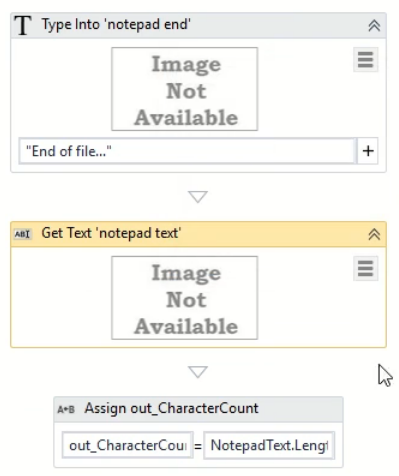 T Type Into 'notepad end'
Image
Not
Available
"End of file..." +
ABI Get Text 'notepad text'
Image
Not
Available
A+B Assign out_CharacterCount
out_CharacterCou = NotepadText.Lengt